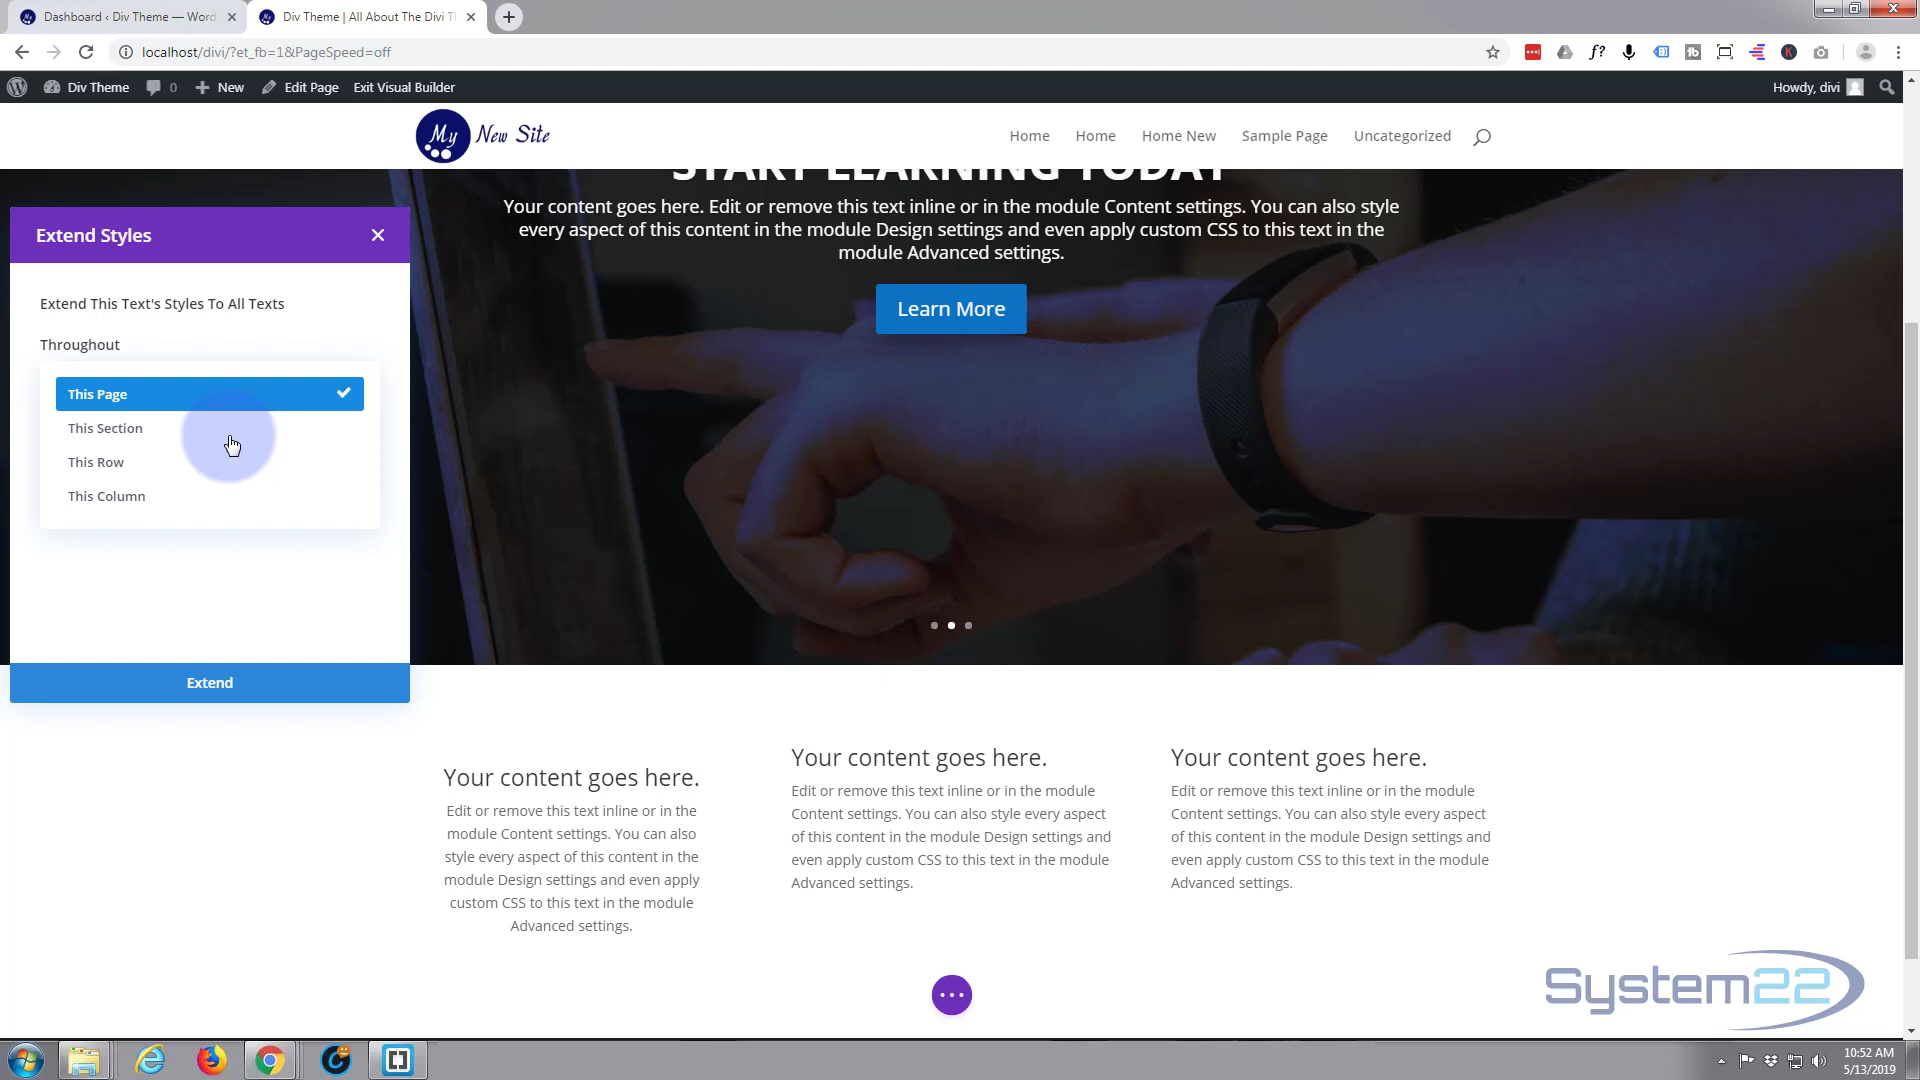 Dashboard ‹ Div Theme — Word
Div Theme | All About The Divi T
localhost/divi/?et_fb=1&PageSpeed=off
Div Theme
0
New
Edit Page
Exit Visual Builder
Howdy, divi
My New Site
Home
Home
Home New
Sample Page
Uncategorized
START LEARNING TODAY
Your content goes here. Edit or remove this text inline or in the module Content settings. You can also style
every aspect of this content in the module Design settings and even apply custom CSS to this text in the
module Advanced settings.
Learn More
Extend Styles
Extend This Text's Styles To All Texts
Throughout
This Page
This Section
This Row
This Column
Extend
Your content goes here.
Edit or remove this text inline or in the
module Content settings. You can also
style every aspect of this content in the
module Design settings and even apply
custom CSS to this text in the module
Advanced settings.
Your content goes here.
Edit or remove this text inline or in the module
Content settings. You can also style every aspect
of this content in the module Design settings and
even apply custom CSS to this text in the module
Advanced settings.
Your content goes here.
Edit or remove this text inline or in the module
Content settings. You can also style every aspect
of this content in the module Design settings and
even apply custom CSS to this text in the module
Advanced settings.
System22
10:52 AM
5/13/2019